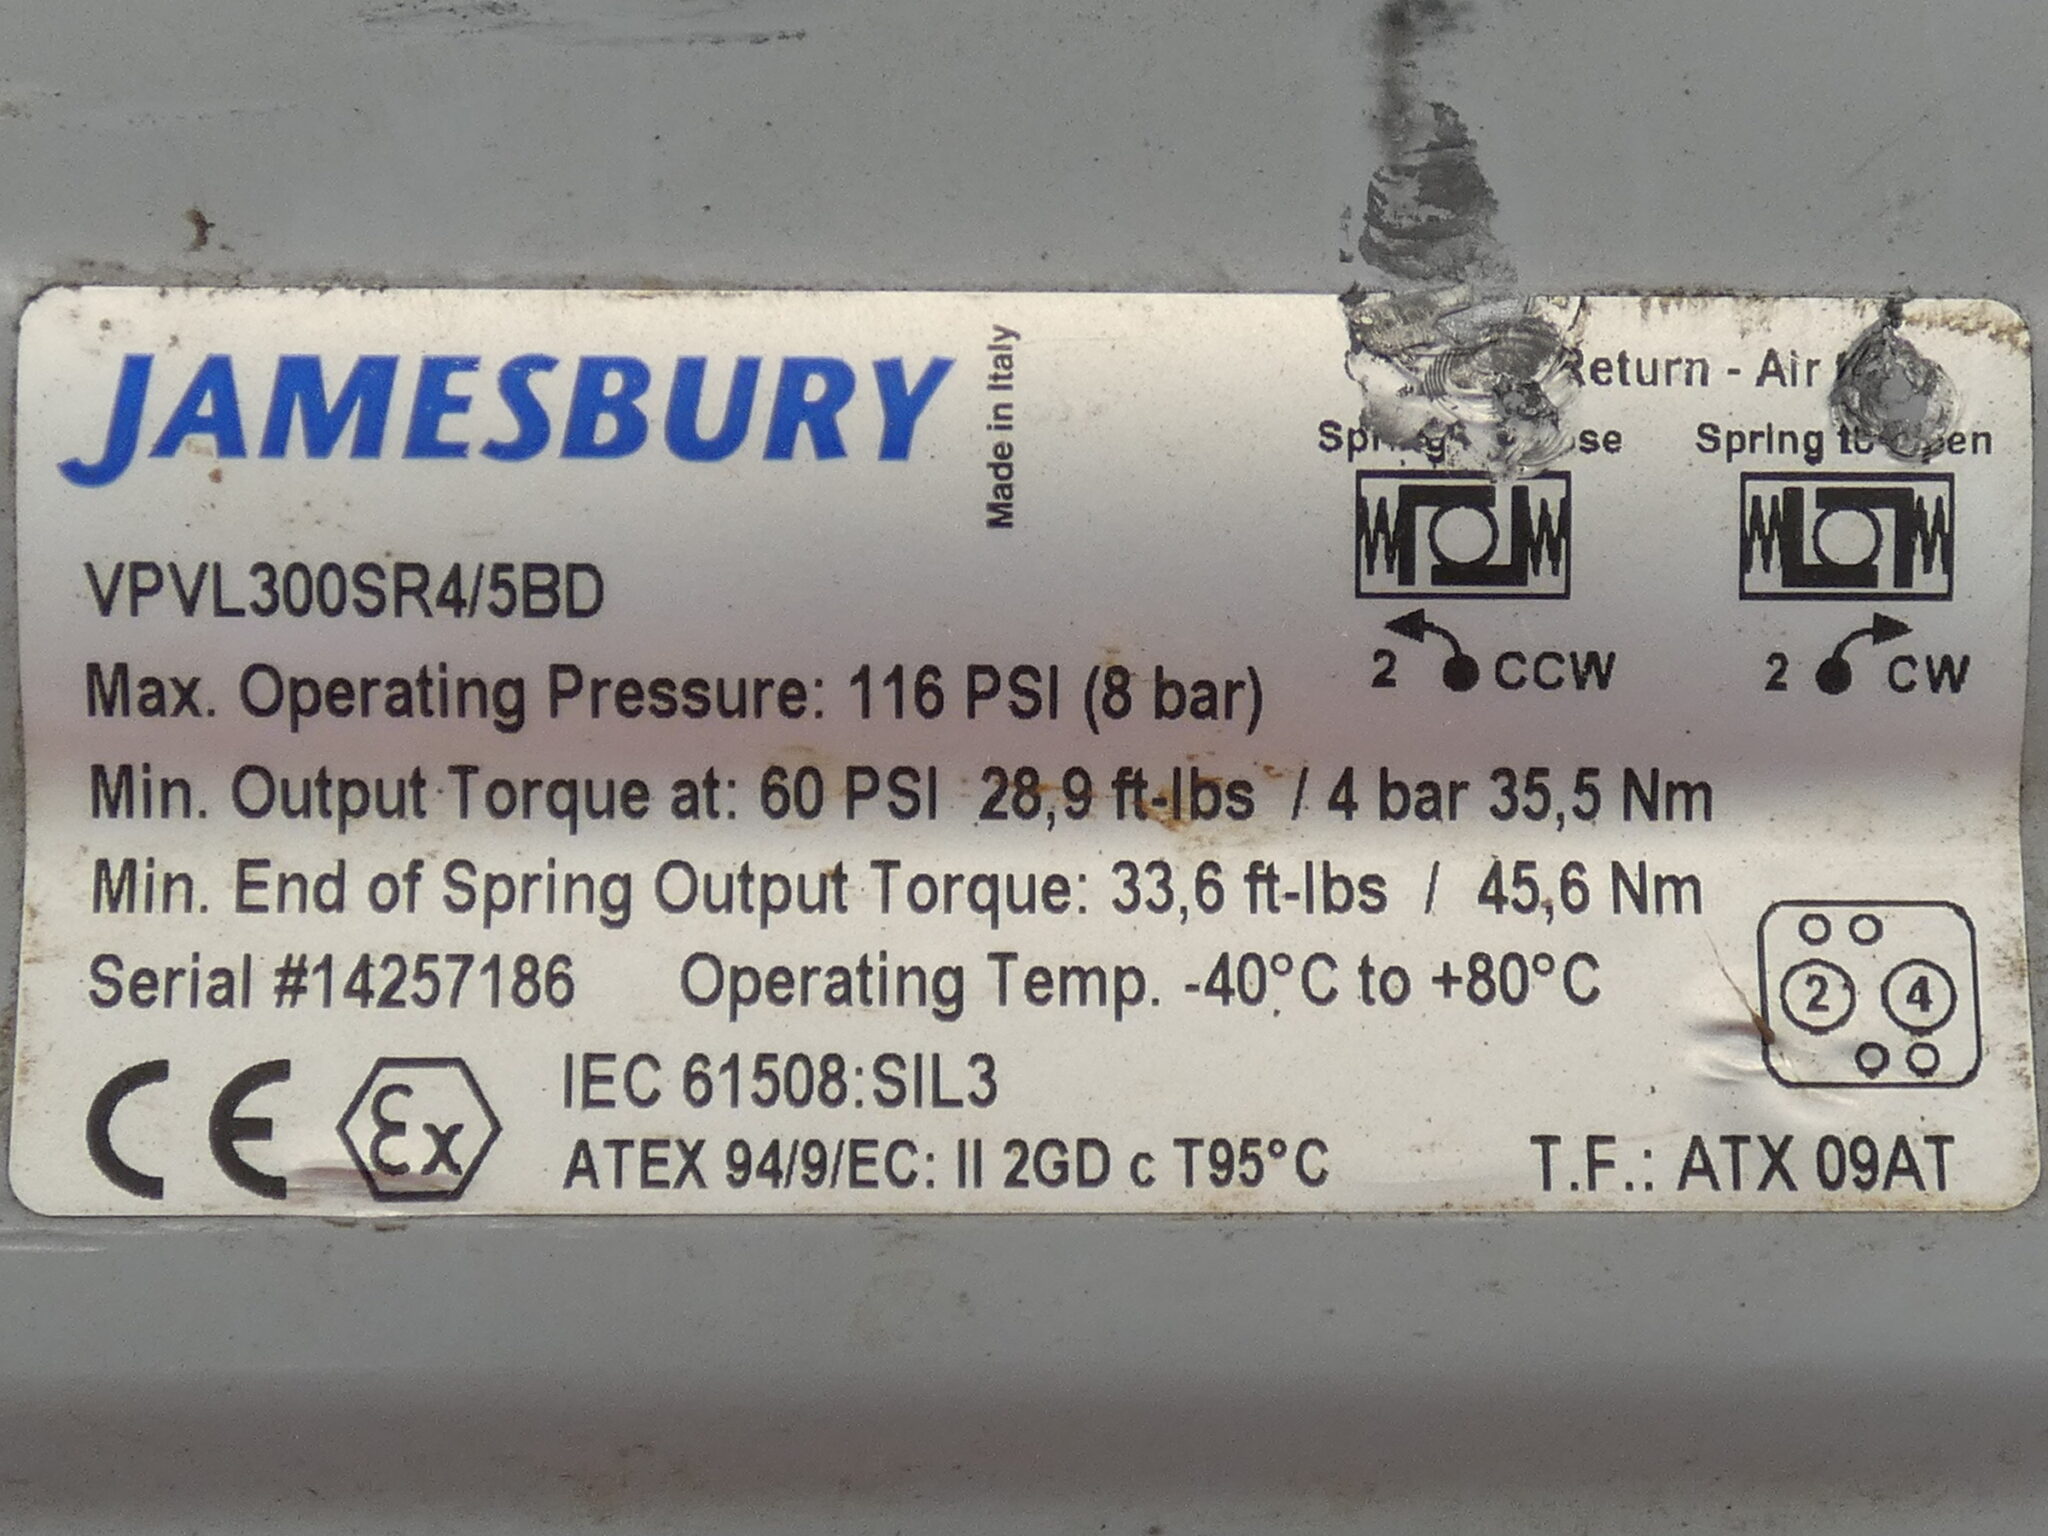 JAMESBURY
Made in Italy
Return - Air
Spring to Open
2 CCW
2 CW
VPVL300SR4/5BD
Max. Operating Pressure: 116 PSI (8 bar)
Min. Output Torque at: 60 PSI 28,9 ft-lbs / 4 bar 35,5 Nm
Min. End of Spring Output Torque: 33,6 ft-lbs / 45,6 Nm
Serial #14257186 Operating Temp. -40°C to +80°C
2 4
CE Ex
IEC 61508:SIL3
ATEX 94/9/EC: II 2GD c T95°C
T.F.: ATX 09AT